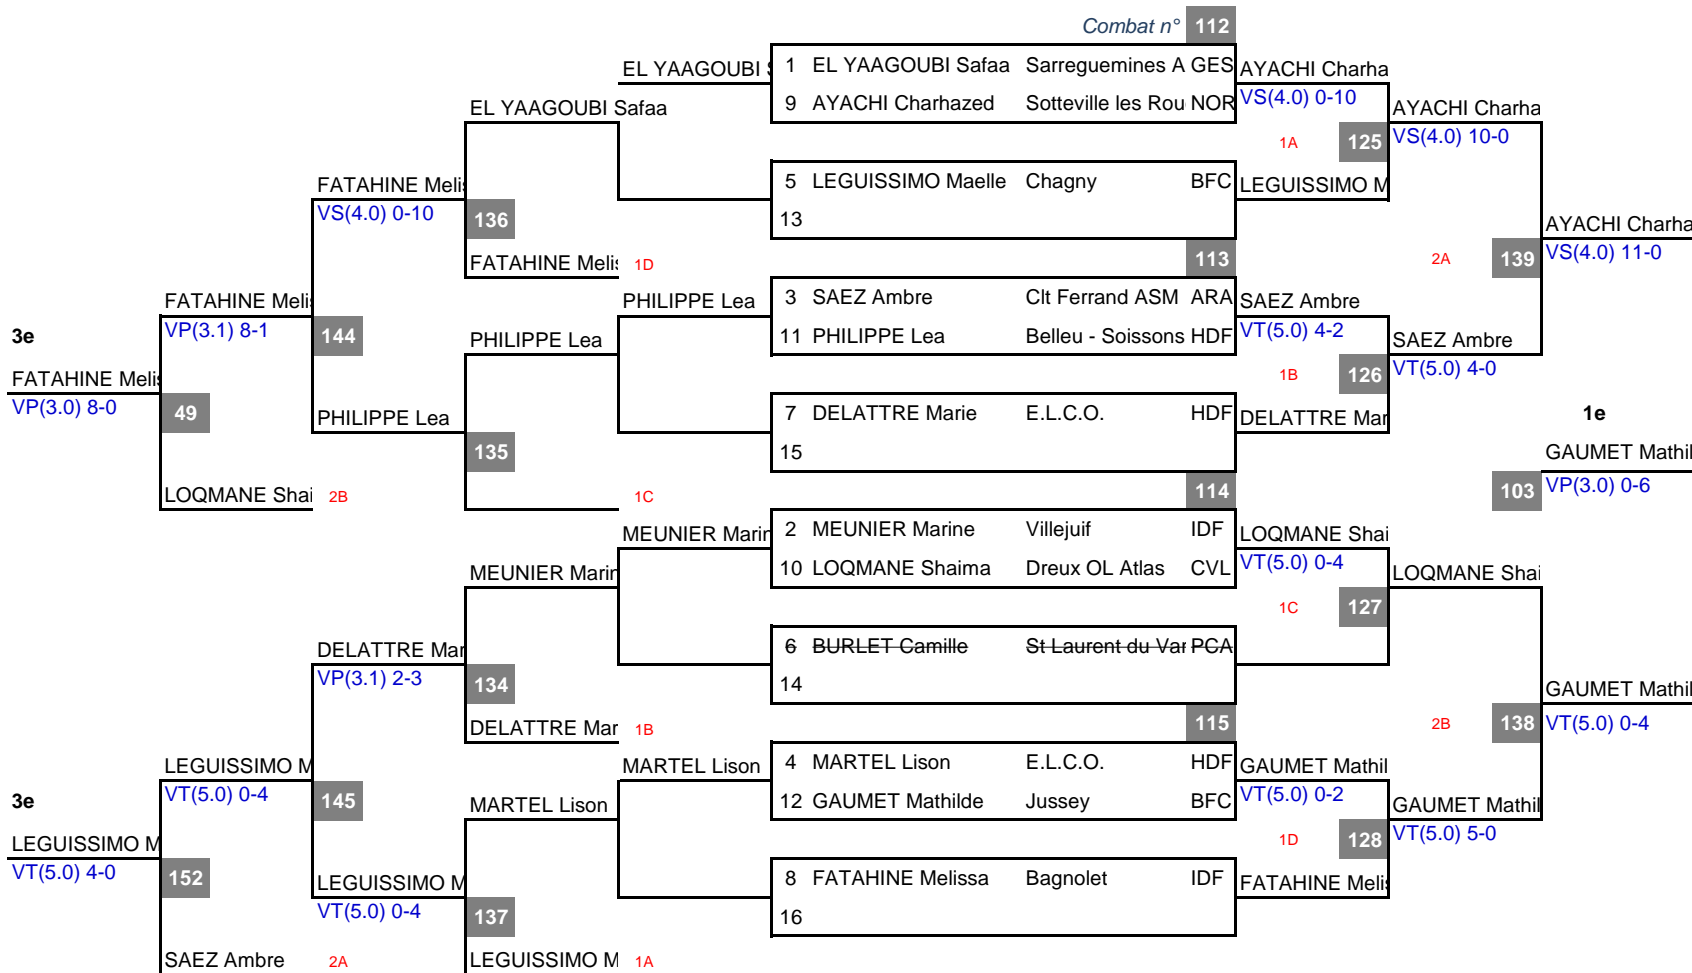 Combat n° 112
EL YAAGOUBI S 1 EL YAAGOUBI Safaa Sarreguemines A GES AYACHI Charha
EL YAAGOUBI Safaa 9 AYACHI Charhazed Sotteville les Rou NOR VS(4.0) 0-10 AYACHI Charha
1A 125 VS(4.0) 10-0
FATAHINE Melis 5 LEGUISSIMO Maelle Chagny BFC LEGUISSIMO M
VS(4.0) 0-10 136 13 AYACHI Charha
FATAHINE Melis 1D 113 2A 139 VS(4.0) 11-0
FATAHINE Melis PHILIPPE Lea 3 SAEZ Ambre Clt Ferrand ASM ARA SAEZ Ambre
3e VP(3.1) 8-1 144 PHILIPPE Lea 11 PHILIPPE Lea Belleu - Soissons HDF VT(5.0) 4-2 SAEZ Ambre
FATAHINE Melis 1B 126 VT(5.0) 4-0
VP(3.0) 8-0 49 PHILIPPE Lea 7 DELATTRE Marie E.L.C.O. HDF DELATTRE Mar 1e
135 15 GAUMET Mathil
LOQMANE Shai 2B 1C 114 103 VP(3.0) 0-6
MEUNIER Marin 2 MEUNIER Marine Villejuif IDF LOQMANE Shai
MEUNIER Marin 10 LOQMANE Shaima Dreux OL Atlas CVL VT(5.0) 0-4 LOQMANE Shai
1C 127
DELATTRE Mar 6 BURLET Camille St Laurent du Var PCA
VP(3.1) 2-3 134 14 GAUMET Mathil
DELATTRE Mar 1B 115 2B 138 VT(5.0) 0-4
LEGUISSIMO M MARTEL Lison 4 MARTEL Lison E.L.C.O. HDF GAUMET Mathil
3e VT(5.0) 0-4 145 MARTEL Lison 12 GAUMET Mathilde Jussey BFC VT(5.0) 0-2 GAUMET Mathil
LEGUISSIMO M 1D 128 VT(5.0) 5-0
VT(5.0) 4-0 152 LEGUISSIMO M 8 FATAHINE Melissa Bagnolet IDF FATAHINE Melis
VT(5.0) 0-4 137 16
SAEZ Ambre 2A LEGUISSIMO M 1A